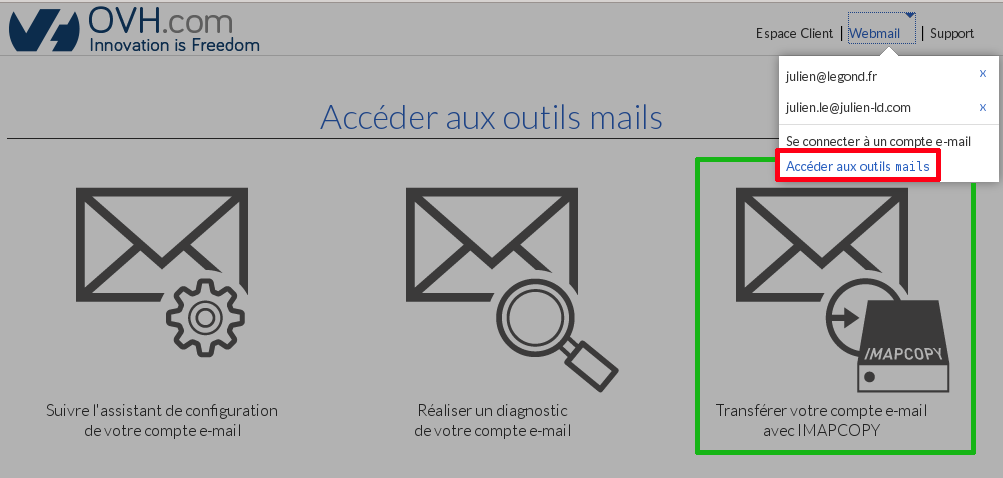 OVH.com
Innovation is Freedom
Espace Client | Webmail | Support
julien@legond.fr x
julien.le@julien-ld.com x
Se connecter à un compte e-mail
Accéder aux outils mails
Accéder aux outils mails
IMAPCOPY
Suivre l'assistant de configuration
de votre compte e-mail
Réaliser un diagnostic
de votre compte e-mail
Transférer votre compte e-mail
avec IMAPCOPY